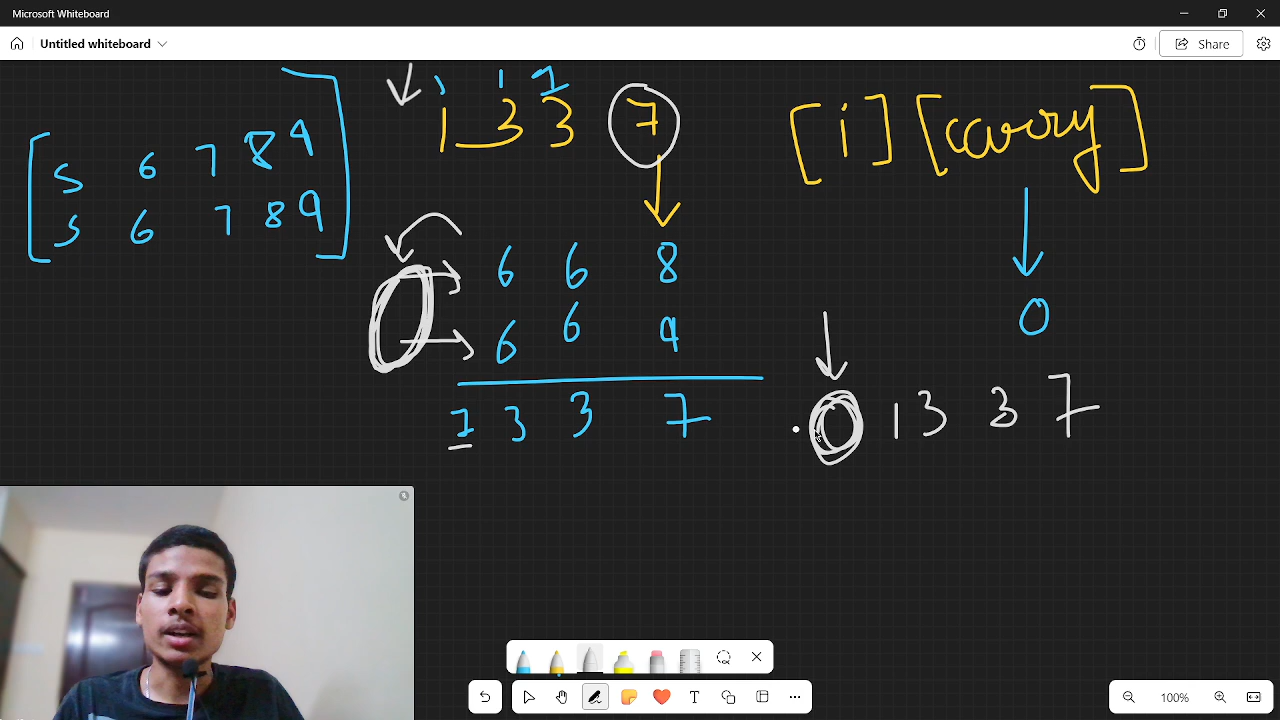 Microsoft Whiteboard
Untitled whiteboard
Share
1 1 1
1 3 3 7
[i] [carry]
5 6 7 8 9
5 6 7 8 9
6 6 8
6 6 9
0
1 3 3 7
0 1 3 3 7
100%